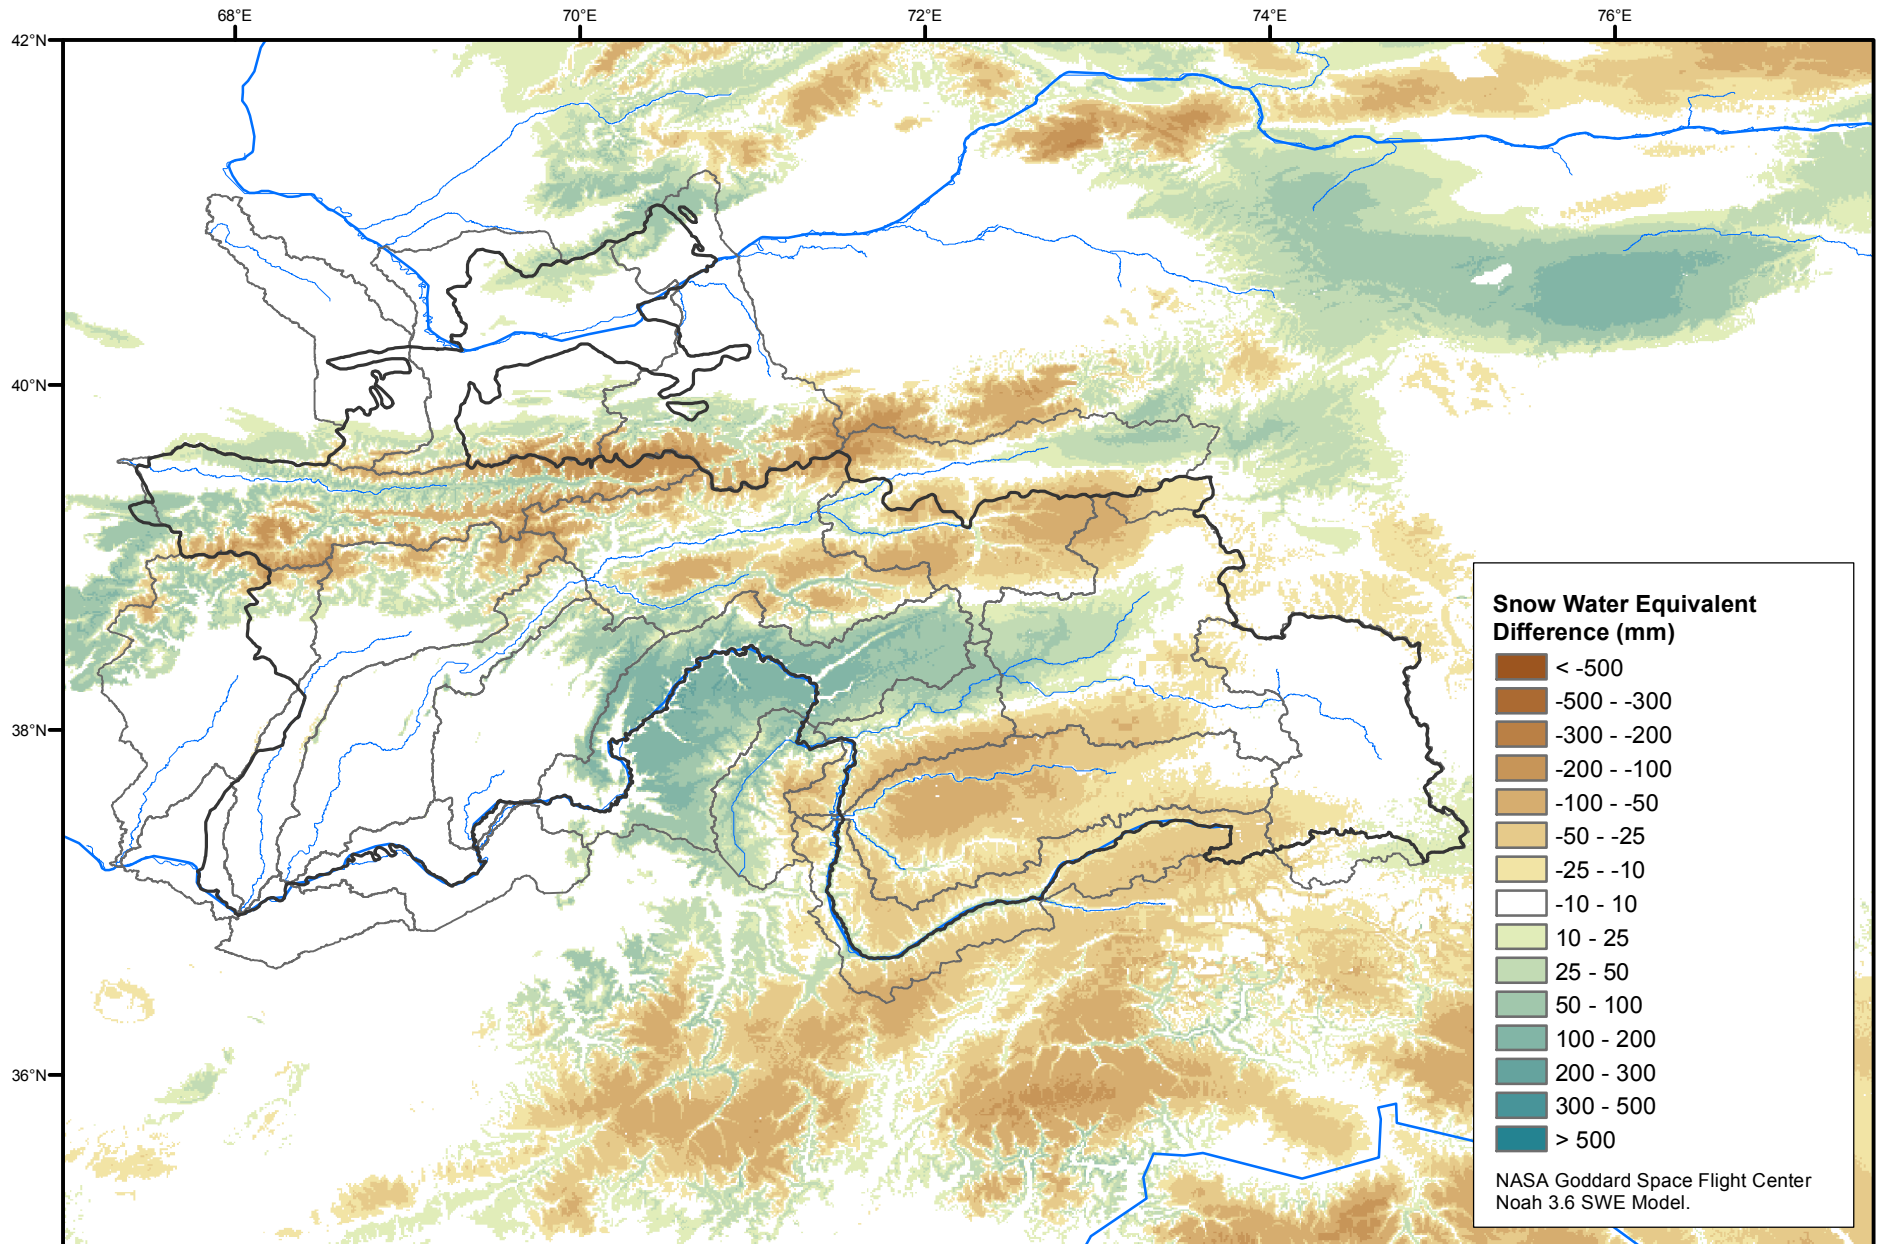 68°E
70°E
72°E
74°E
76°E
42°N
40°N
38°N
36°N
Snow Water Equivalent
Difference (mm)
< -500
-500 - -300
-300 - -200
-200 - -100
-100 - -50
-50 - -25
-25 - -10
-10 - 10
10 - 25
25 - 50
50 - 100
100 - 200
200 - 300
300 - 500
> 500
NASA Goddard Space Flight Center
Noah 3.6 SWE Model.